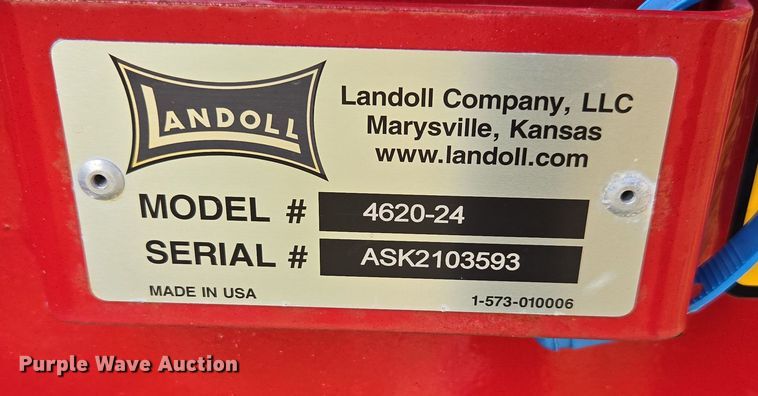 LANDOLL
Landoll Company, LLC
Marysville, Kansas
www.landoll.com
MODEL # 4620-24
SERIAL # ASK2103593
MADE IN USA 1-573-010006
Purple Wave Auction